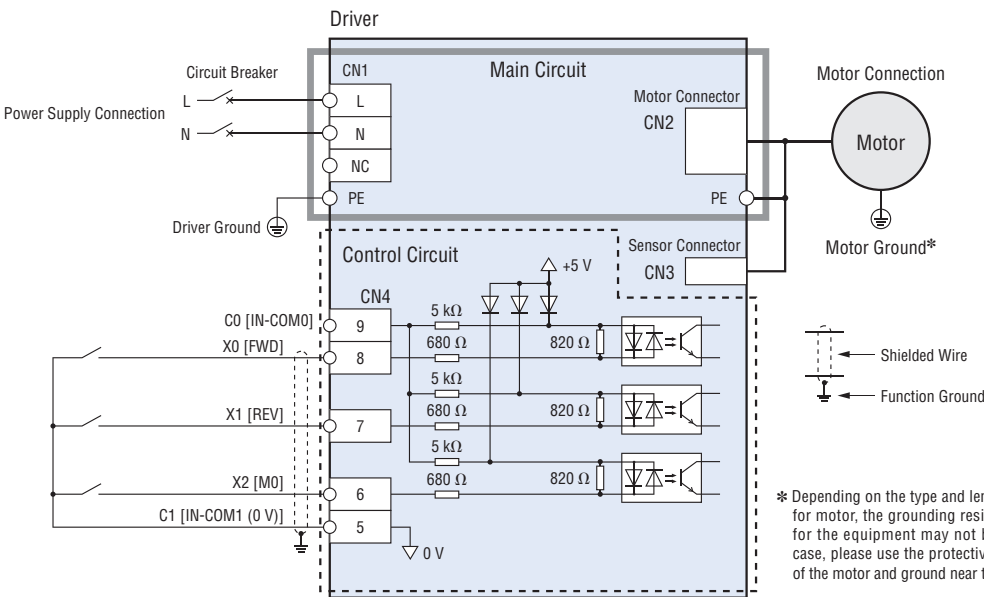 Driver
Circuit Breaker
CN1
Main Circuit
Motor Connection
Power Supply Connection
L
L
Motor Connector
CN2
N
N
Motor
NC
PE
PE
Driver Ground
Motor Ground*
Control Circuit
Sensor Connector
+5 V
CN3
CN4
C0 [IN-COM0]
9
5 kΩ
X0 [FWD]
8
680 Ω
820 Ω
Shielded Wire
5 kΩ
Function Ground
X1 [REV]
7
680 Ω
820 Ω
5 kΩ
X2 [M0]
6
680 Ω
820 Ω
C1 [IN-COM1 (0 V)]
5
0 V
* Depending on the type and
for motor, the grounding
for the equipment may not
case, please use the
of the motor and ground near